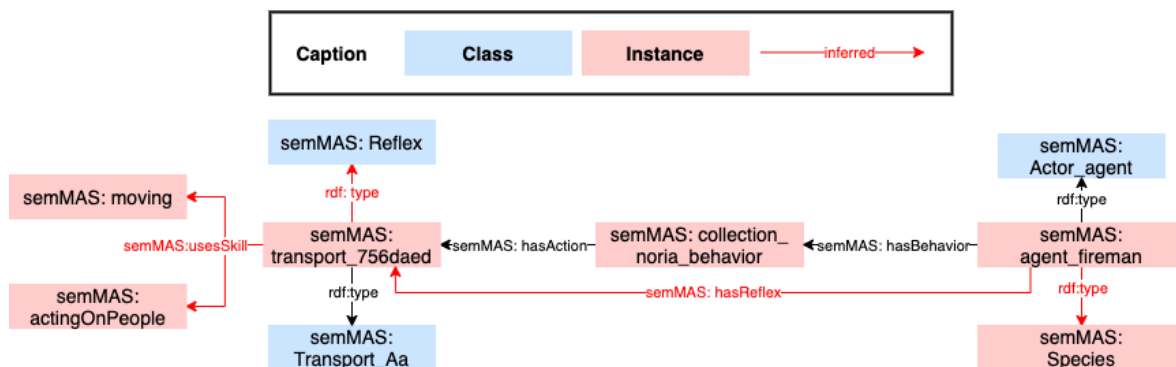 Caption
Class
Instance
inferred
semMAS: Reflex
semMAS:
Actor_agent
semMAS: moving
rdf: type
rdf:type
semMAS:usesSkill
semMAS:
transport_756daed
semMAS: hasAction
semMAS: collection_
noria_behavior
semMAS: hasBehavior
semMAS:
agent_fireman
semMAS:
actingOnPeople
rdf:type
semMAS: hasReflex
rdf:type
semMAS:
Transport_Aa
semMAS:
Species